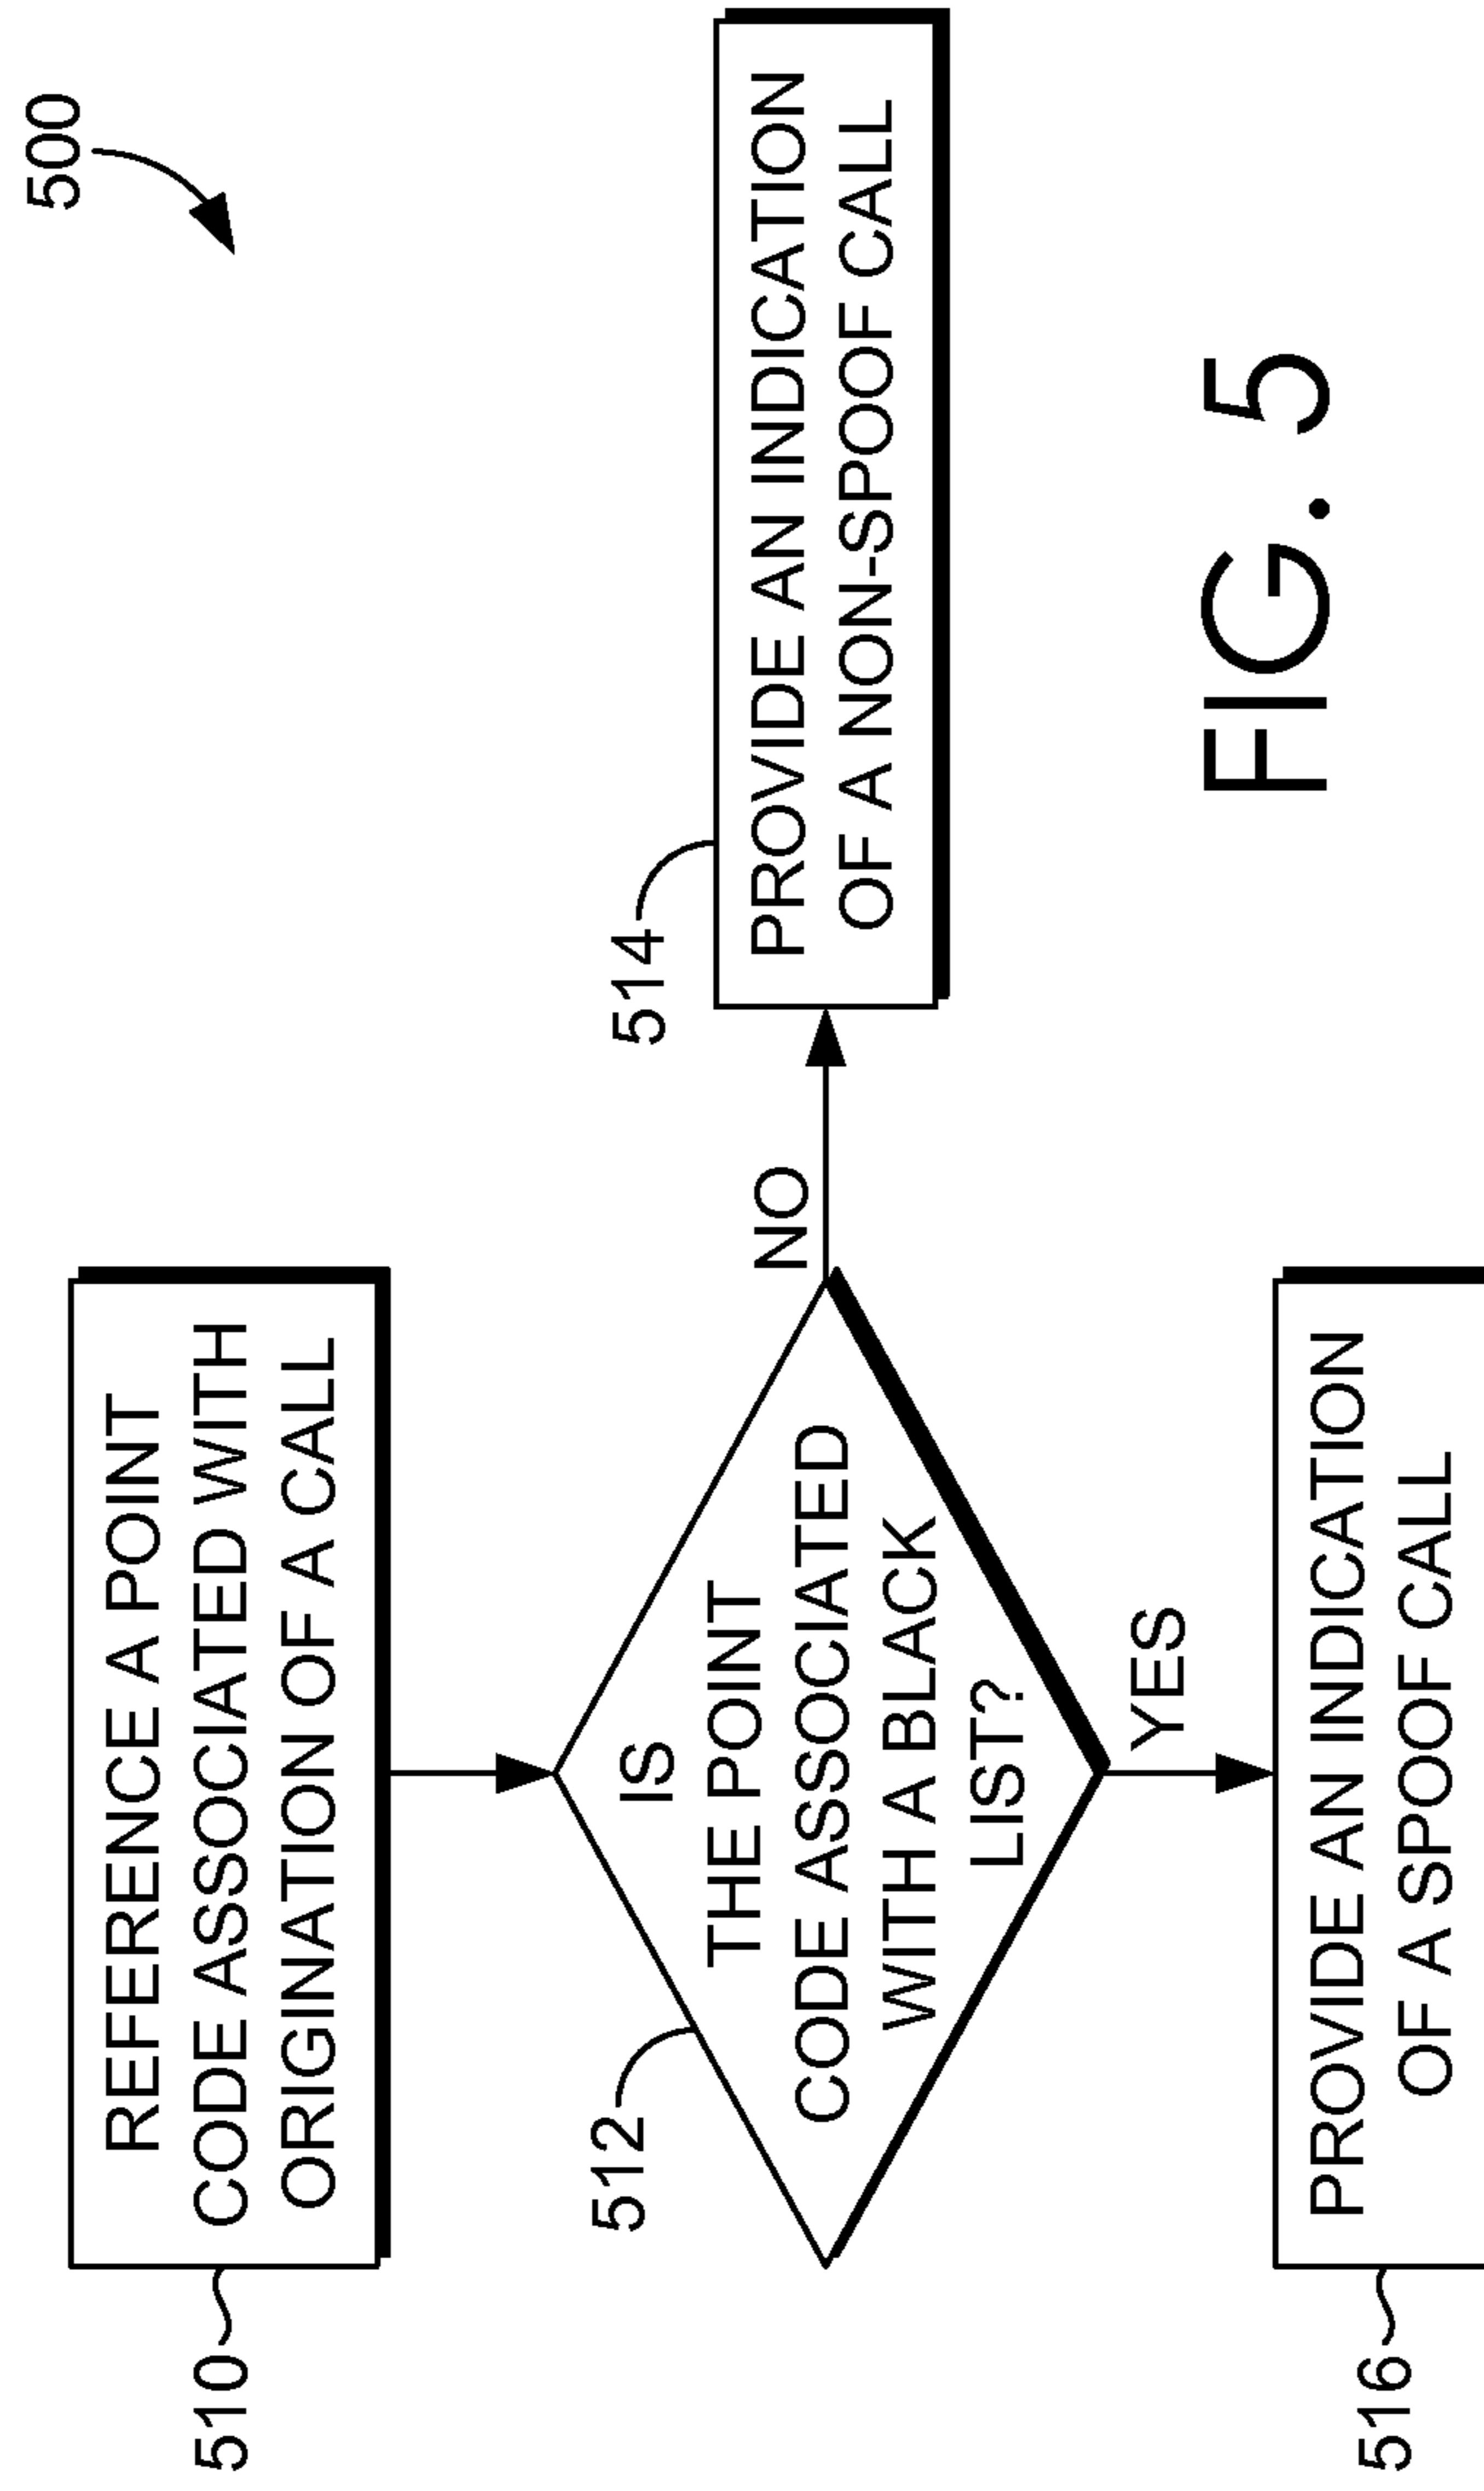 500
510
REFERENCE A POINT
CODE ASSOCIATED WITH
ORIGINATION OF A CALL
512
IS
THE POINT
CODE ASSOCIATED
WITH A BLACK
LIST?
NO
514
PROVIDE AN INDICATION
OF A NON-SPOOF CALL
YES
516
PROVIDE AN INDICATION
OF A SPOOF CALL
FIG. 5